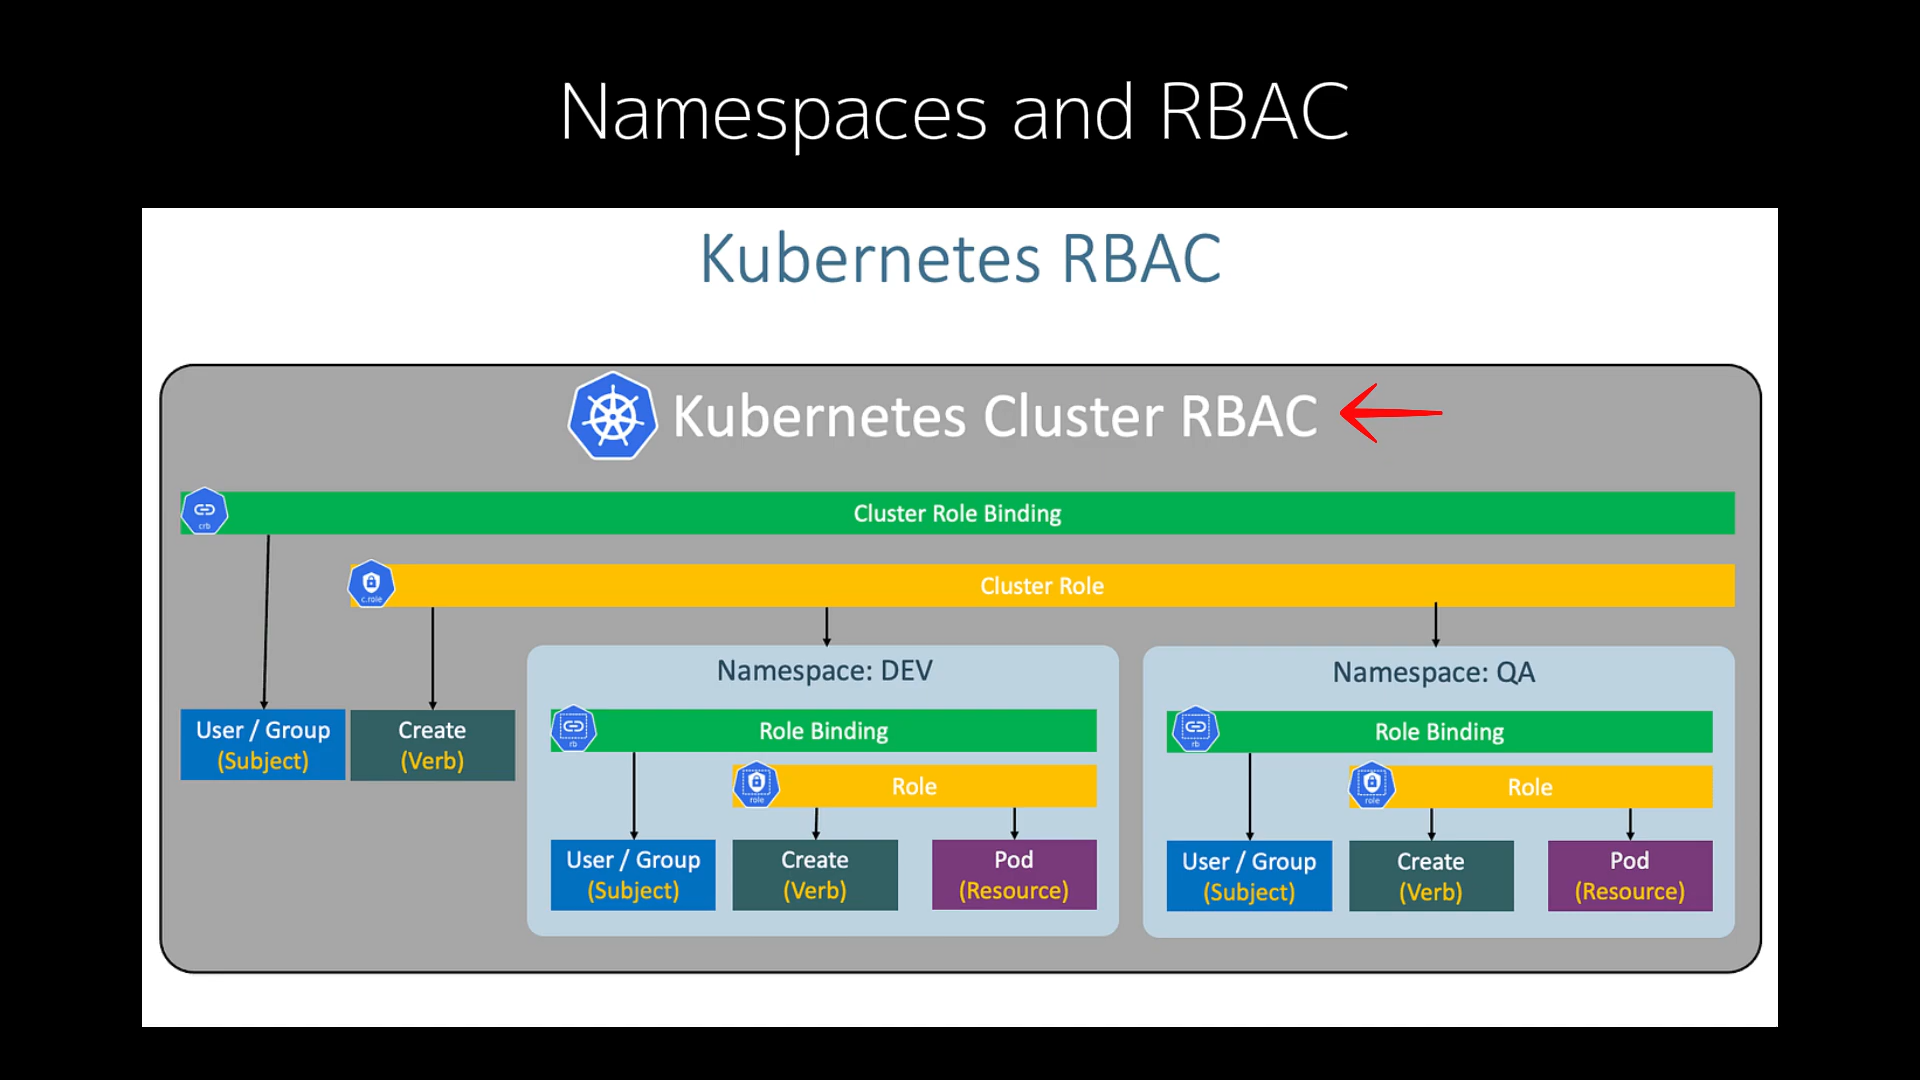 Namespaces and RBAC
Kubernetes RBAC
Kubernetes Cluster RBAC
crb
Cluster Role Binding
c.role
Cluster Role
User / Group
(Subject)
Create
(Verb)
Namespace: DEV
rb
Role Binding
role
Role
User / Group
(Subject)
Create
(Verb)
Pod
(Resource)
Namespace: QA
rb
Role Binding
role
Role
User / Group
(Subject)
Create
(Verb)
Pod
(Resource)